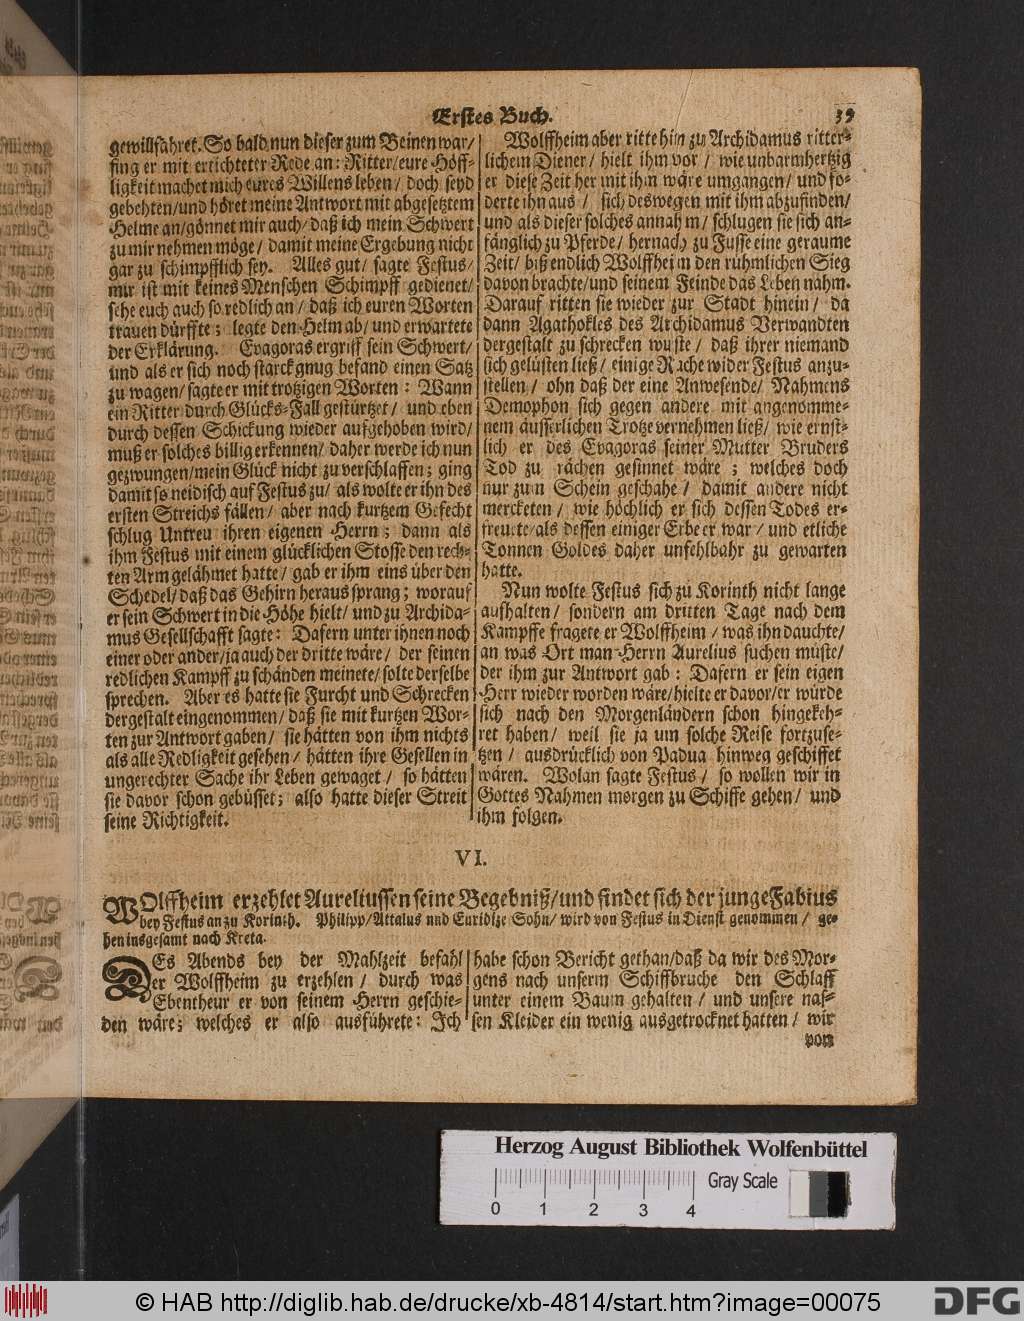 Erstes Buch. 39
gewillfahret. So bald nun dieser zum Beinen war/
fing er mit ertichteter Rede an: Ritter/eure Höff-
ligkeit machet mich eures Willens leben/ doch seyd
gebehten/und höret meine Antwort mit abgesetztem
Helme an/gönnet mir auch/daß ich mein Schwert
zu mir nehmen möge/ damit meine Ergebung nicht
gar zu schimpfflich sey. Alles gut/ sagte Festus/
mir ist mit keines Menschen Schimpff gedienet/
sehe euch auch so redlich an/ daß ich euren Worten
trauen dürffte; legte den Helm ab/ und erwartete
der Erklärung. Evagoras ergriff sein Schwert/
und als er sich noch starck gnug befand einen Satz
zu wagen/ sagte er mit trotzigen Worten: Wann
ein Ritter durch Glücks-Fall gestürtzet/ und eben
durch dessen Schickung wieder aufgehoben wird/
muß er solches billig erkennen/ daher werde ich nun
gezwungen/mein Glück nicht zu verschlaffen; ging
damit so neidisch auf Festus zu/ als wolte er ihn des
ersten Streichs fällen/ aber nach kurtzem Gefecht
schlug Untreu ihren eigenen Herrn; dann als
ihm Festus mit einem glücklichen Stosse den rech-
ten Arm gelähmet hatte/ gab er ihm eins über den
Schedel/daß das Gehirn heraus sprang; worauf
er sein Schwert in die Höhe hielt/ und zu Archida-
mus Gesellschafft sagte: Dafern unter ihnen noch
einer oder ander/ja auch der dritte wäre/ der seinen
redlichen Kampff zu schänden meinete/solte derselbe
sprechen. Aber es hatte sie Furcht und Schrecken
dergestalt eingenommen/ daß sie mit kurtzen Wor-
ten zur Antwort gaben/ sie hätten von ihm nichts
als alle Redligkeit gesehen/ hätten ihre Gesellen in
ungerechter Sache ihr Leben gewaget/ so hätten
sie davor schon gebüsset; also hatte dieser Streit
seine Richtigkeit.
Wolffheim aber ritte hin zu Archidamus ritter-
lichem Diener/ hielt ihm vor/ wie unbarmhertzig
er diese Zeit her mit ihm wäre umgangen/ und fo-
derte ihn aus/ sich deswegen mit ihm abzufinden/
und als dieser solches annahm/ schlugen sie sich an-
fänglich zu Pferde/ hernach zu Fusse eine geraume
Zeit/ biß endlich Wolffheim den rühmlichen Sieg
davon brachte/und seinem Feinde das Leben nahm.
Darauf ritten sie wieder zur Stadt hinein/ da
dann Agathokles des Archidamus Verwandten
dergestalt zu schrecken wuste/ daß ihrer niemand
sich gelüsten ließ/ einige Rache wider Festus anzu-
stellen/ ohn daß der eine Anwesende/ Nahmens
Demophon sich gegen andere mit angenomme-
nem äusserlichen Trotze vernehmen ließ/ wie ernst-
lich er des Evagoras seiner Mutter Bruders
Tod zu rächen gesinnet wäre; welches doch
nur zum Schein geschahe/ damit andere nicht
mercketen/ wie höchlich er sich dessen Todes er-
freuete/als dessen einiger Erbe er war/ und etliche
Tonnen Goldes daher unfehlbahr zu gewarten
hatte.
Nun wolte Festus sich zu Korinth nicht lange
aufhalten/ sondern am dritten Tage nach dem
Kampffe fragete er Wolffheim/ was ihn dauchte/
an was Ort man Herrn Aurelius suchen müste/
der ihm zur Antwort gab: Dafern er sein eigen
Herr wieder worden wäre/hielte er davor/er würde
sich nach den Morgenländern schon hingekeh-
ret haben/ weil sie ja um solche Reise fortzuse-
tzen/ ausdrücklich von Padua hinweg geschiffet
wären. Wolan sagte Festus/ so wollen wir in
Gottes Nahmen morgen zu Schiffe gehen/ und
ihm folgen.
VI.
WOlffheim erzehlet Aureliussen seine Begebniß/und findet sich der junge Fabius
bey Festus an zu Korinth. Philipp/Attalus und Euridize Sohn/ wird von Festus in Dienst genommen/ ge-
hen insgesamt nach Kreta.
DEs Abends bey der Mahlzeit befahl
er Wolffheim zu erzehlen/ durch was
Ebentheur er von seinem Herrn geschie-
den wäre; welches er also ausführete: Ich
habe schon Bericht gethan/daß da wir des Mor-
gens nach unserm Schiffbruche den Schlaff
unter einem Baum gehalten/ und unsere nas-
sen Kleider ein wenig ausgetrocknet hatten/ wir
von
Herzog August Bibliothek Wolfenbüttel
Gray Scale
0 1 2 3 4
© HAB http://diglib.hab.de/drucke/xb-4814/start.htm?image=00075
DFG